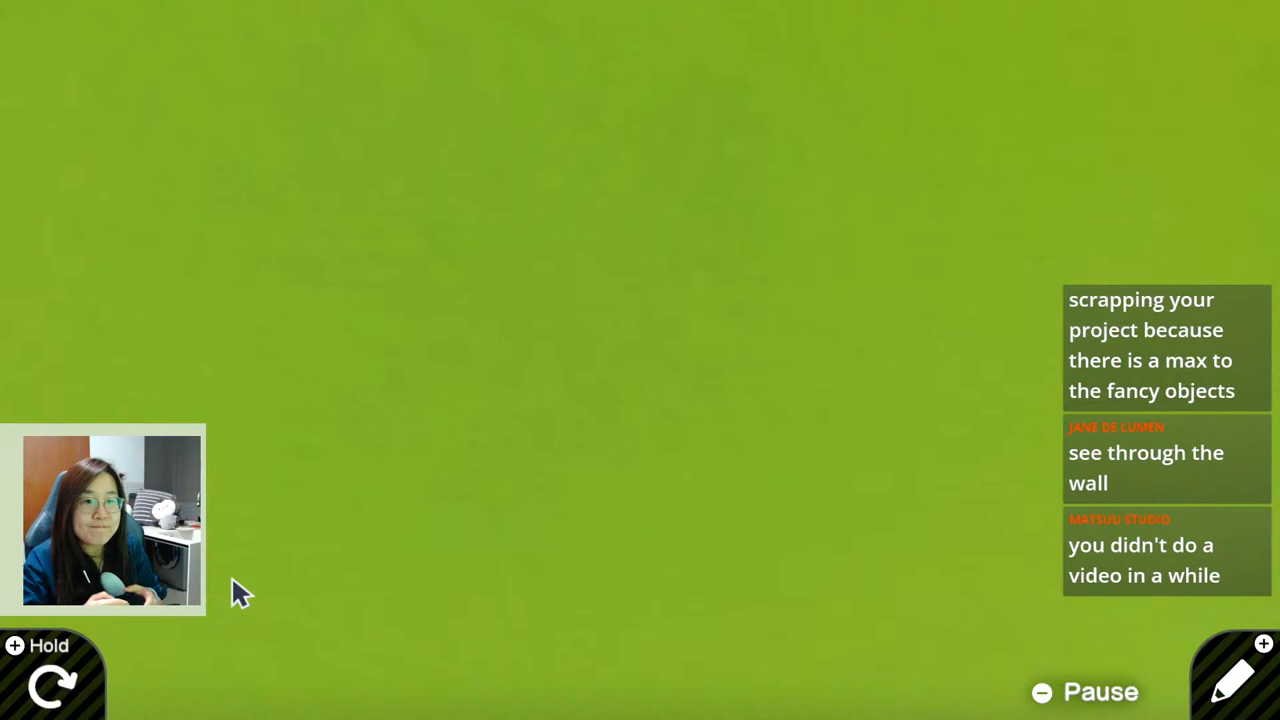 scrapping your
project because
there is a max to
the fancy objects
JANE DE LUMEN
see through the
wall
MATSUU STUDIO
you didn't do a
video in a while
Hold
Pause